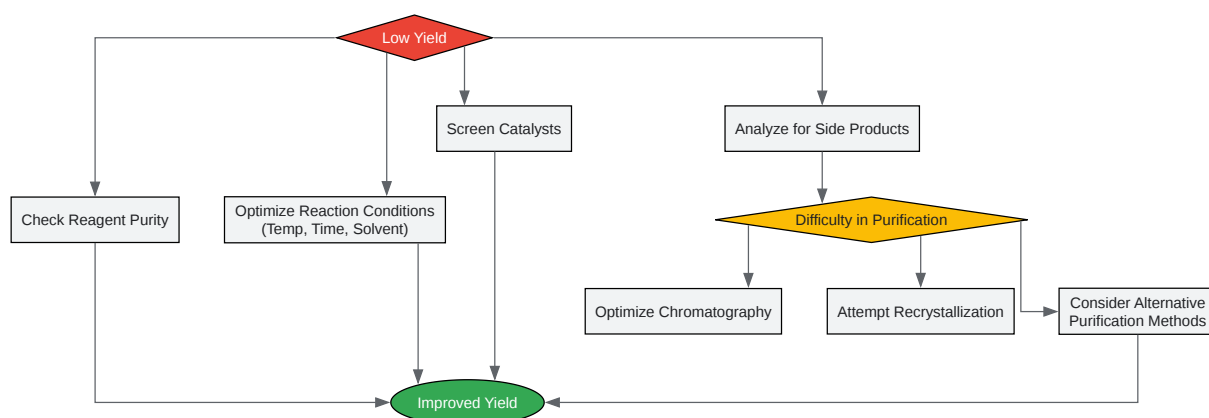 Low Yield
Screen Catalysts
Analyze for Side Products
Check Reagent Purity
Optimize Reaction Conditions
(Temp, Time, Solvent)
Difficulty in Purification
Optimize Chromatography
Attempt Recrystallization
Consider Alternative
Purification Methods
Improved Yield